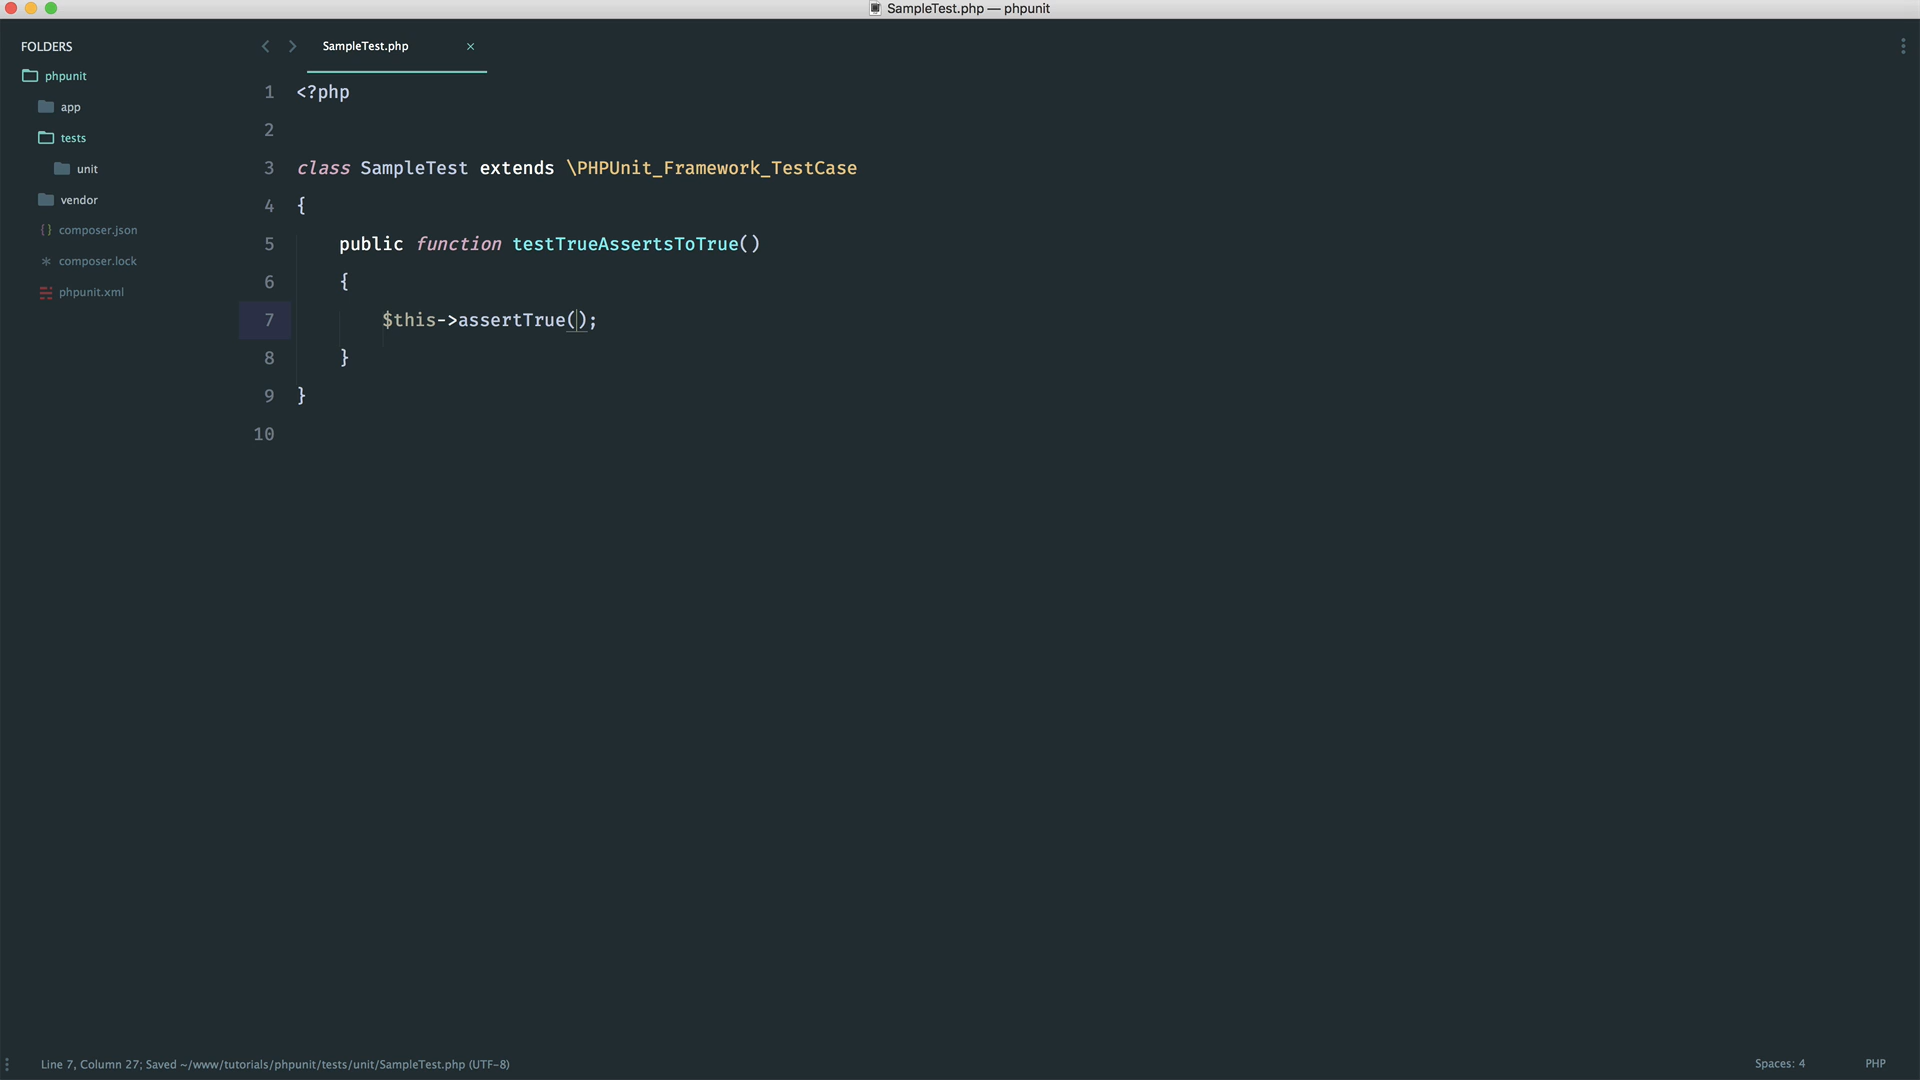 SampleTest.php — phpunit
FOLDERS
phpunit
app
tests
unit
vendor
{} composer.json
* composer.lock
phpunit.xml
SampleTest.php ×
1 <?php
2
3 class SampleTest extends \PHPUnit_Framework_TestCase
4 {
5     public function testTrueAssertsToTrue()
6     {
7         $this->assertTrue();
8     }
9 }
10
Line 7, Column 27; Saved ~/www/tutorials/phpunit/tests/unit/SampleTest.php (UTF-8)
Spaces: 4
PHP